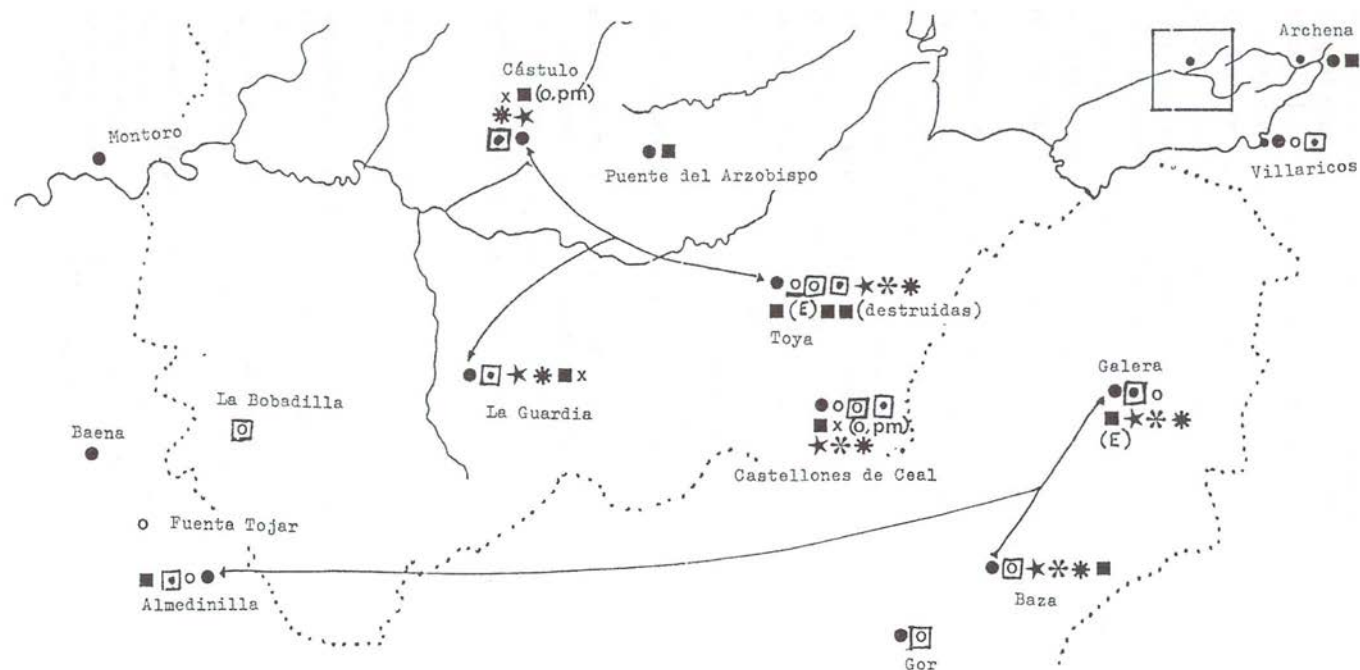 Archena
Cástulo
x (o,pm)
Montoro
Puente del Arzobispo
Villaricos
(E) (destruidas)
Toya
Galera
x
La Bobadilla
La Guardia
x (o,pm).
(E)
Baena
Castellones de Ceal
Fuenta Tojar
Almedinilla
Baza
Gor